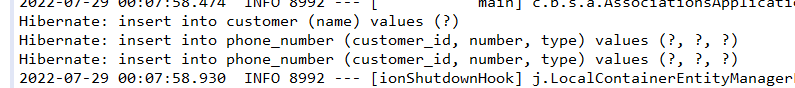 2022-07-29 00:07:58.474  INFO 8992 --- [           main] c.b.s.a.AssociationsApplicati
Hibernate: insert into customer (name) values (?)
Hibernate: insert into phone_number (customer_id, number, type) values (?, ?, ?)
Hibernate: insert into phone_number (customer_id, number, type) values (?, ?, ?)
2022-07-29 00:07:58.930  INFO 8992 --- [ionShutdownHook] j.LocalContainerEntityManager